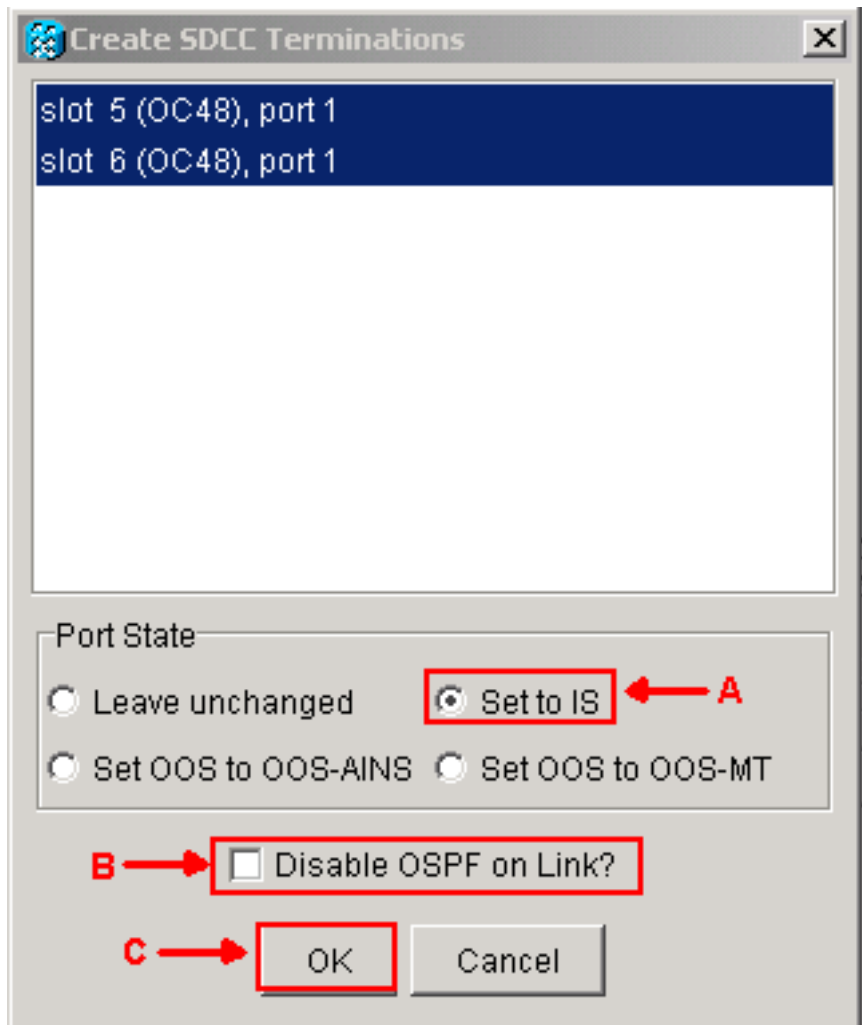 Create SDCC Terminations
slot 5 (OC48), port 1
slot 6 (OC48), port 1
Port State
Leave unchanged
Set to IS
A
Set OOS to OOS-AINS
Set OOS to OOS-MT
B
Disable OSPF on Link?
C
OK
Cancel